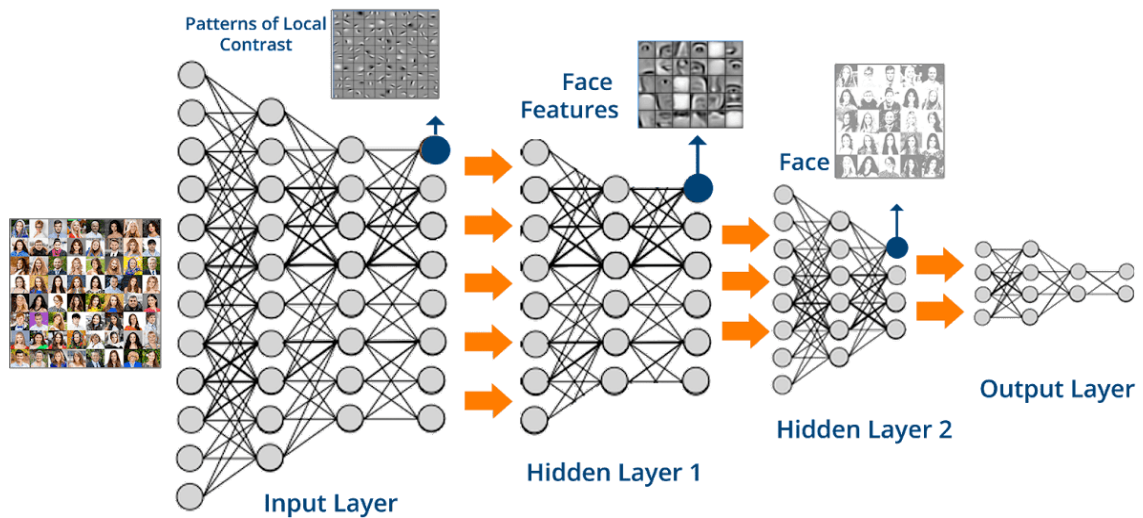 Patterns of Local
Contrast
Face
Features
Face
Input Layer
Hidden Layer 1
Hidden Layer 2
Output Layer